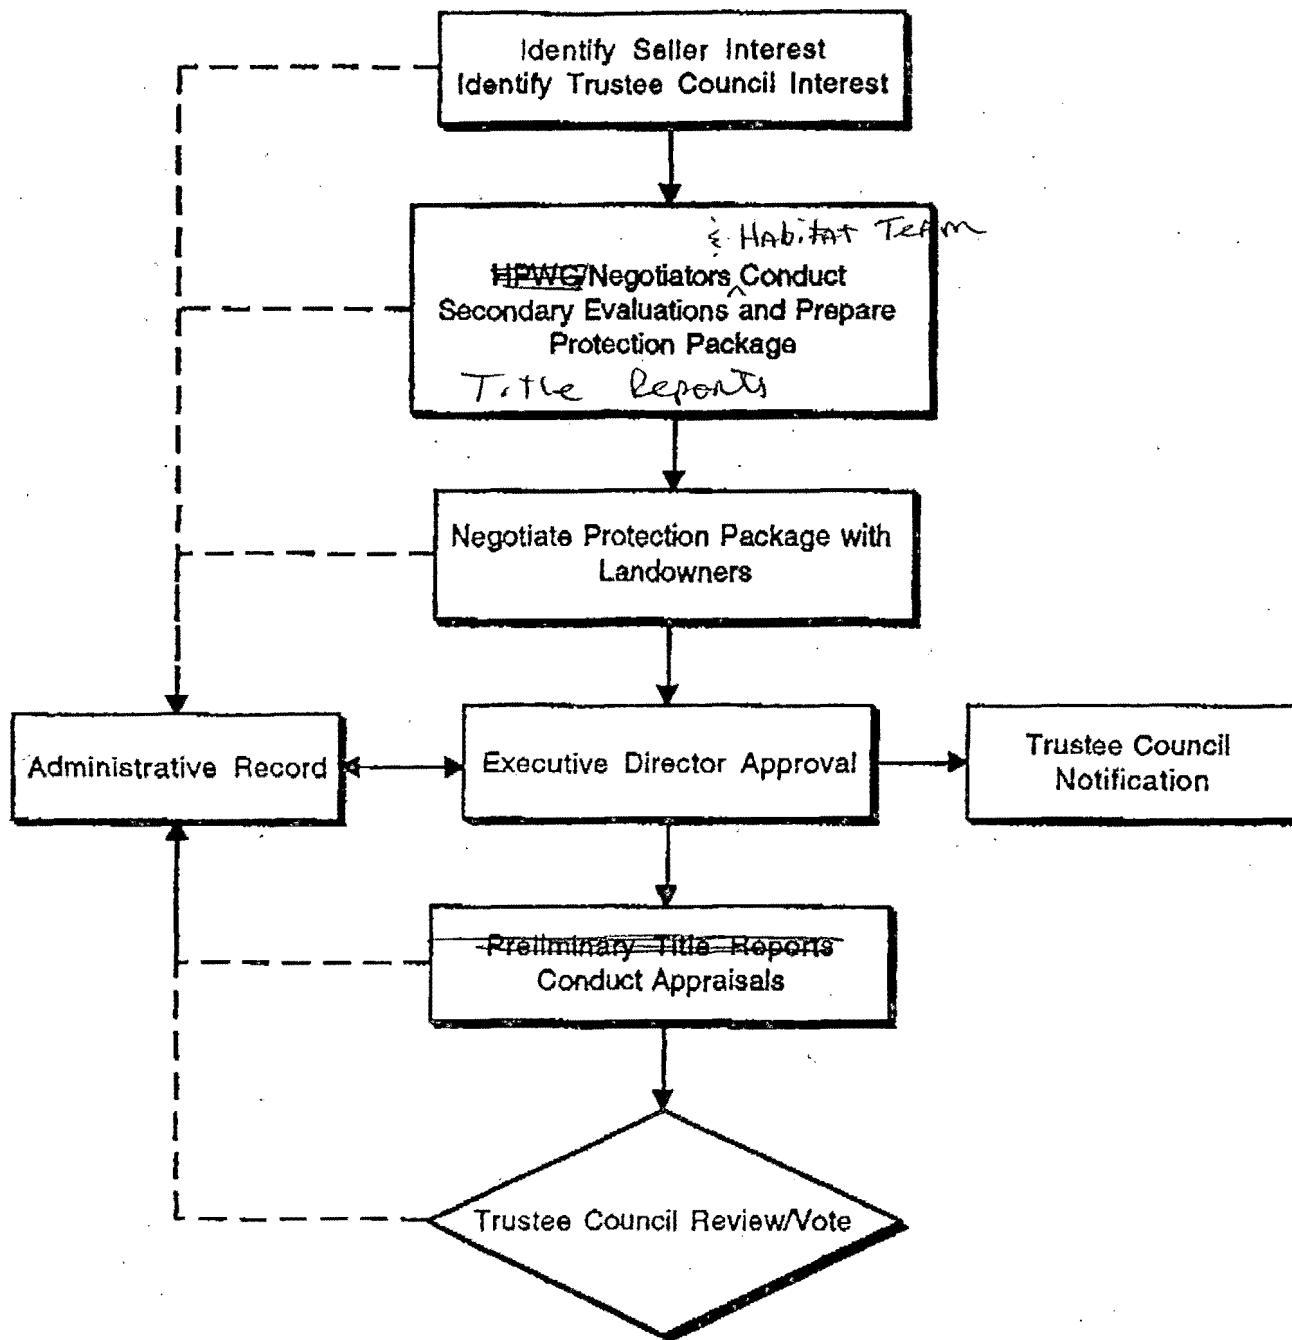 Identify Seller Interest
Identify Trustee Council Interest
& Habitat Team
HPWG/Negotiators Conduct
Secondary Evaluations ^ and Prepare
Protection Package
Title Reports
Negotiate Protection Package with
Landowners
Administrative Record
Executive Director Approval
Trustee Council
Notification
Preliminary Title Reports
Conduct Appraisals
Trustee Council Review/Vote